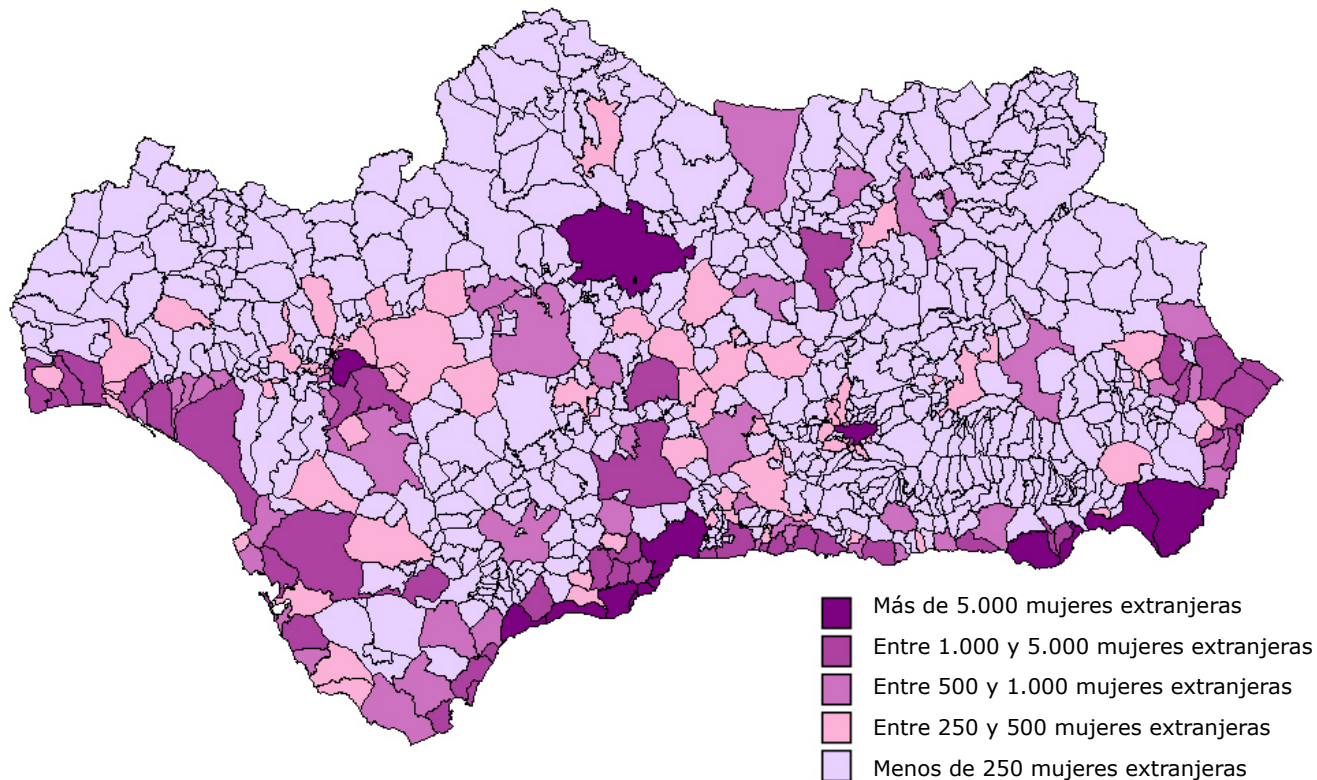 Más de 5.000 mujeres extranjeras
Entre 1.000 y 5.000 mujeres extranjeras
Entre 500 y 1.000 mujeres extranjeras
Entre 250 y 500 mujeres extranjeras
Menos de 250 mujeres extranjeras